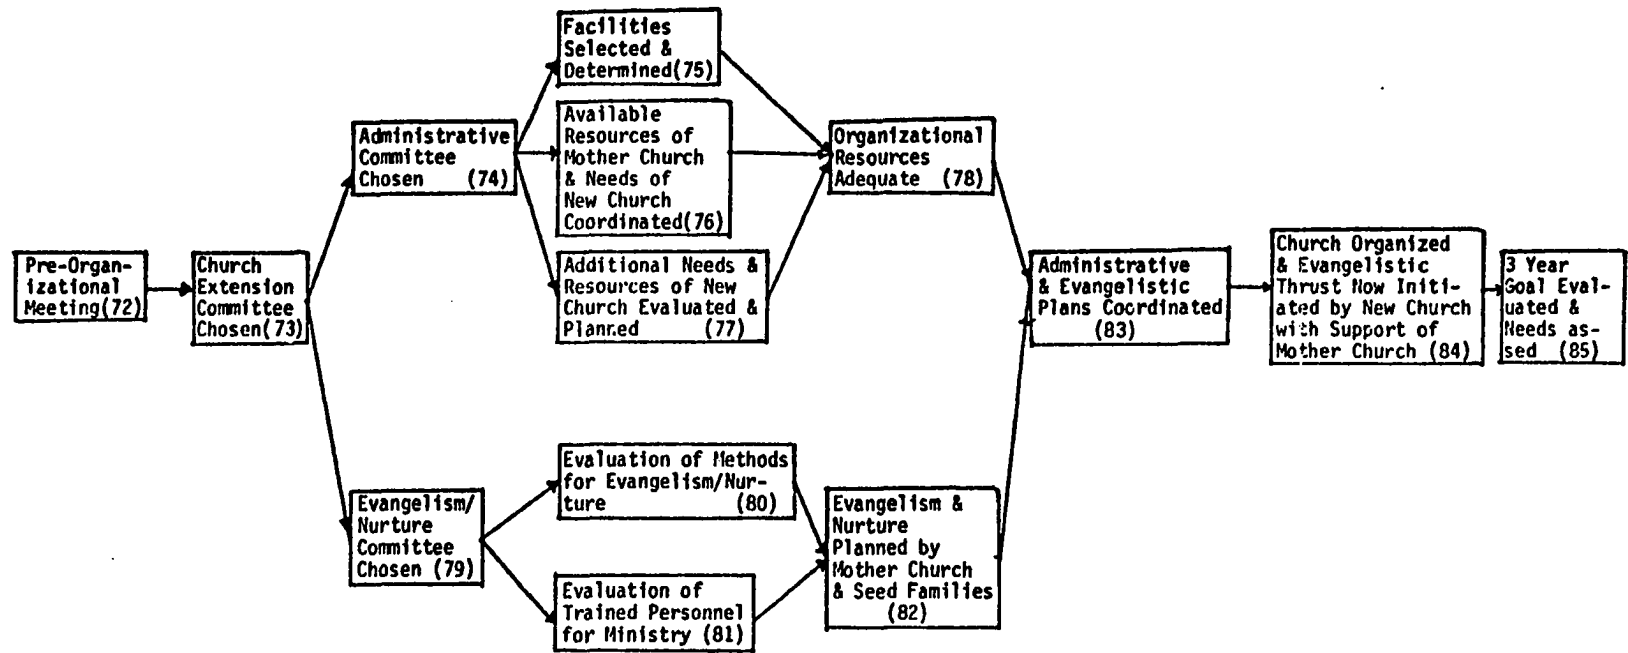 Pre-Organ-
izational
Meeting(72)
Church
Extension
Committee
Chosen(73)
Administrative
Committee
Chosen (74)
Facilities
Selected &
Determined(75)
Available
Resources of
Mother Church
& Needs of
New Church
Coordinated(76)
Additional Needs &
Resources of New
Church Evaluated &
Planned (77)
Organizational
Resources
Adequate (78)
Evangelism/
Nurture
Committee
Chosen (79)
Evaluation of Methods
for Evangelism/Nur-
ture (80)
Evaluation of
Trained Personnel
for Ministry (81)
Evangelism &
Nurture
Planned by
Mother Church
& Seed Families
(82)
Administrative
& Evangelistic
Plans Coordinated
(83)
Church Organized
& Evangelistic
Thrust Now Initi-
ated by New Church
with Support of
Mother Church (84)
3 Year
Goal Eval-
uated &
Needs as-
sed (85)